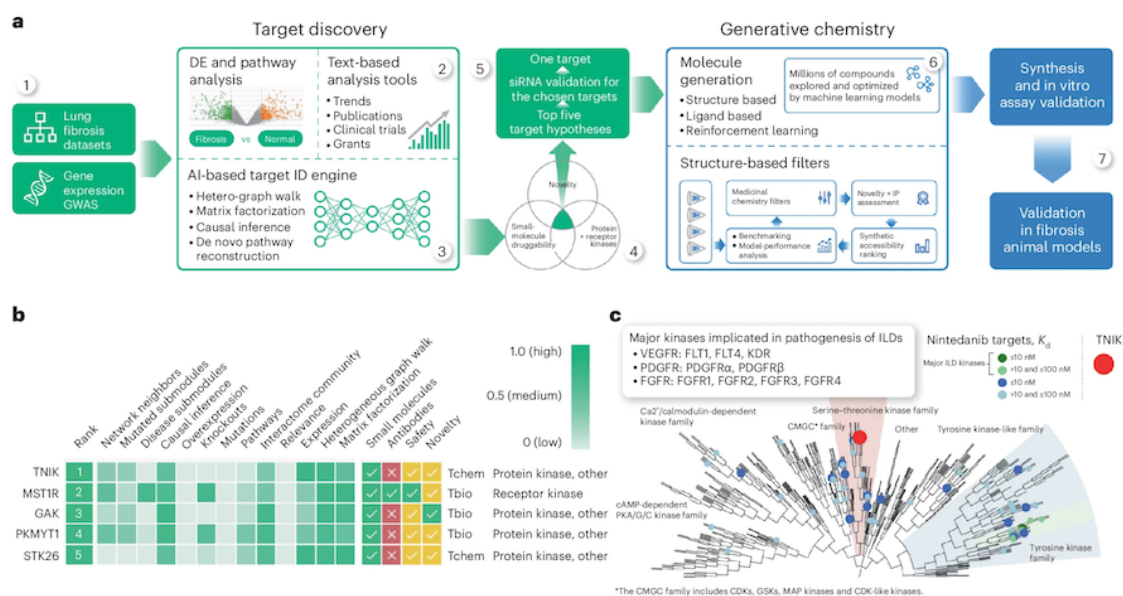 a
Target discovery
Generative chemistry
1
Lung
fibrosis
datasets
Gene
expression
GWAS
DE and pathway
analysis
Fibrosis
vs
Normal
Text-based
analysis tools
2
• Trends
• Publications
• Clinical trials
• Grants
AI-based target ID engine
• Hetero-graph walk
• Matrix factorization
• Causal inference
• De novo pathway
reconstruction
3
5
One target
siRNA validation for
the chosen targets
Top five
target hypotheses
Novelty
Small-
molecule
druggability
Protein
+ receptor
kinases
4
Molecule
generation
• Structure based
• Ligand based
• Reinforcement learning
6
Millions of compounds
explored and optimized
by machine learning models
Structure-based filters
Medicinal
chemistry filters
Novelty + IP
assessment
• Benchmarking
• Model-performance
analysis
Synthetic
accessibility
ranking
Synthesis
and in vitro
assay validation
7
Validation
in fibrosis
animal models
b
1.0 (high)
0.5 (medium)
0 (low)
Rank
Network neighbors
Mutated submodules
Disease submodules
Causal inference
Overexpression
Knockouts
Mutations
Pathways
Interactome community
Relevance
Expression
Heterogeneous graph walk
Matrix factorization
Small molecules
Antibodies
Safety
Novelty
TNIK 1 Tchem Protein kinase, other
MST1R 2 Tbio Receptor kinase
GAK 3 Tbio Protein kinase, other
PKMYT1 4 Tbio Protein kinase, other
STK26 5 Tchem Protein kinase, other
c
Major kinases implicated in pathogenesis of ILDs
• VEGFR: FLT1, FLT4, KDR
• PDGFR: PDGFRα, PDGFRβ
• FGFR: FGFR1, FGFR2, FGFR3, FGFR4
Nintedanib targets, Kd
Major ILD kinases
≤10 nM
>10 and ≤100 nM
≤10 nM
>10 and ≤100 nM
TNIK
Ca2+/calmodulin-dependent
kinase family
Serine–threonine kinase family
CMGC* family
Other
Tyrosine kinase-like family
cAMP-dependent
PKA/G/C kinase family
Tyrosine kinase
family
*The CMGC family includes CDKs, GSKs, MAP kinases and CDK-like kinases.